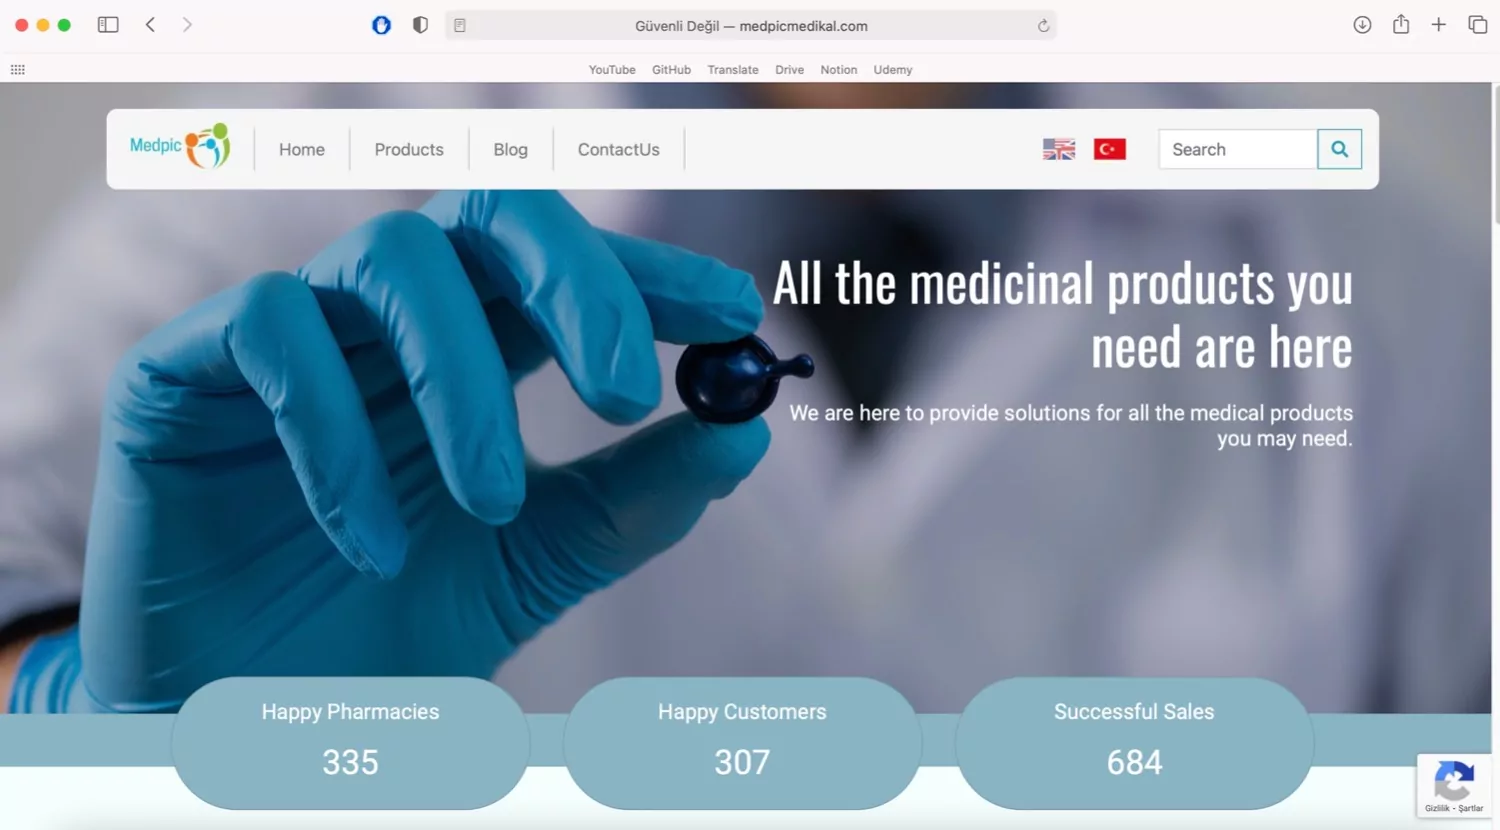 Güvenli Değil — medpicmedikal.com
YouTube GitHub Translate Drive Notion Udemy
Medpic Home Products Blog ContactUs Search
All the medicinal products you
need are here
We are here to provide solutions for all the medical products
you may need.
Happy Pharmacies Happy Customers Successful Sales
335 307 684
Gizlilik - Şartlar